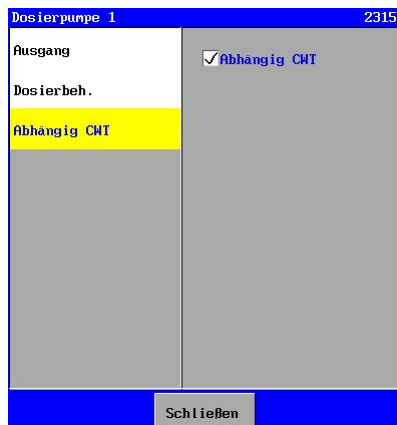 Dosierpumpe 1 2315
Ausgang
Dosierbeh.
Abhängig CWT
Abhängig CWT
Schließen